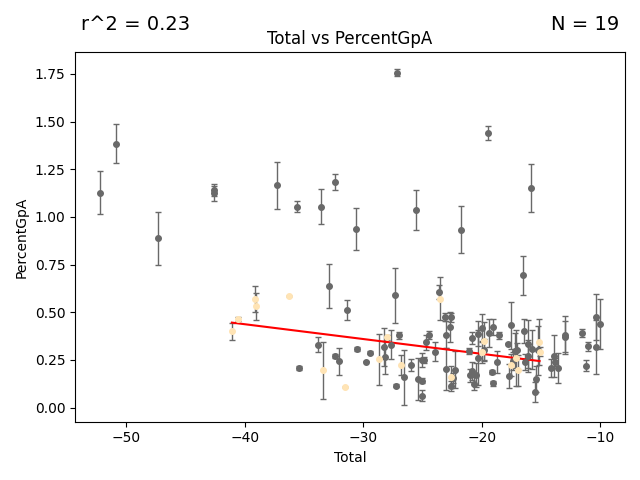 r^2 = 0.23
N = 19
Total vs PercentGpA
PercentGpA
1.75
1.50
1.25
1.00
0.75
0.50
0.25
0.00
−50
−40
−30
−20
−10
Total